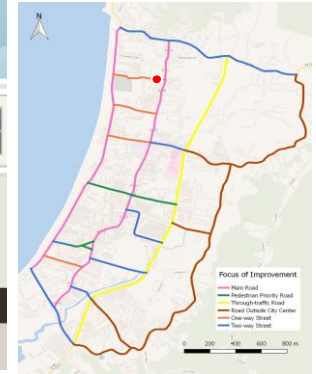 N
Focus of Improvement
Main Road
Pedestrian Priority Road
Through-traffic Road
Road Outside City Center
One-way Street
Two-way Street
0 200 400 600 800 m